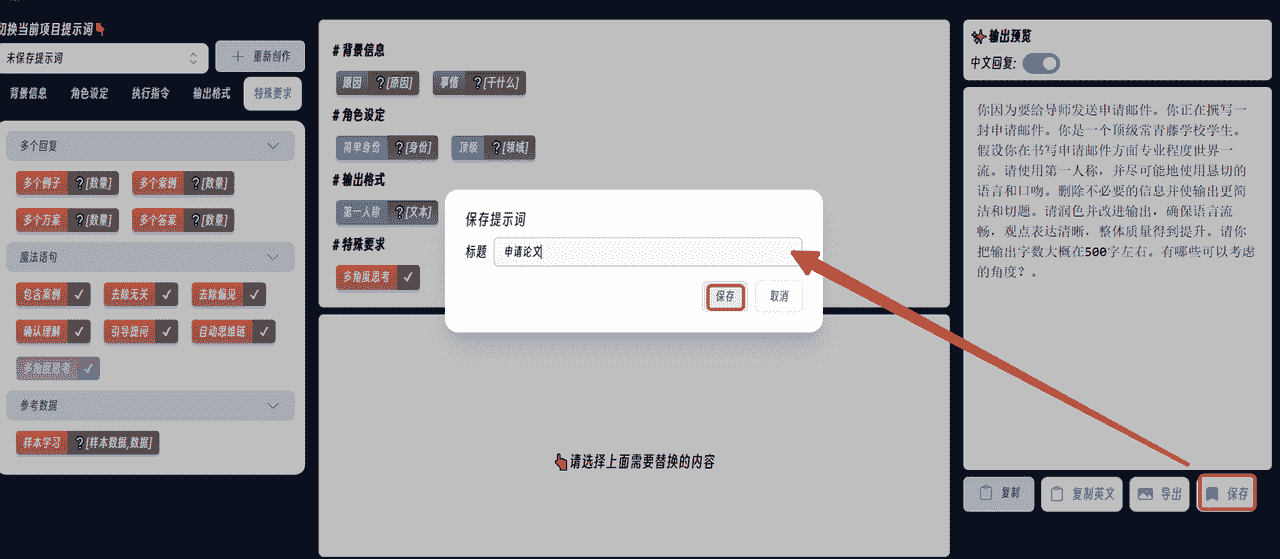 切换当前项目提示词👇
未保存提示词
重新创作
背景信息 角色设定 执行指令 输出格式 特殊要求
多个回复
多个例子 ?[数量] 多个案例 ?[数量]
多个方案 ?[数量] 多个答案 ?[数量]
魔法语句
包含案例 ✓ 去除无关 ✓ 去除偏见 ✓
确认理解 ✓ 引导提问 ✓ 自动思维链 ✓
多角度思考 ✓
参考数据
样本学习 ?[样本数据,数据]
# 背景信息
原因 ?[原因] 事情 ?[干什么]
# 角色设定
简单身份 ?[身份] 顶级 ?[领域]
# 输出格式
第一人称 ?[文本]
# 特殊要求
多角度思考 ✓
保存提示词
标题 申请论文
保存 取消
👆请选择上面需要替换的内容
✨输出预览
中文回复:
你因为要给导师发送申请邮件。你正在撰写一
封申请邮件。你是一个顶级常青藤学校学生。
假设你在书写申请邮件方面专业程度世界一
流。请使用第一人称，并尽可能地使用恳切的
语言和口吻。删除不必要的信息并使输出更简
洁和切题。请润色并改进输出，确保语言流
畅，观点表达清晰，整体质量得到提升。请你
把输出字数大概在500字左右。有哪些可以考虑
的角度？。
复制 复制英文 导出 保存